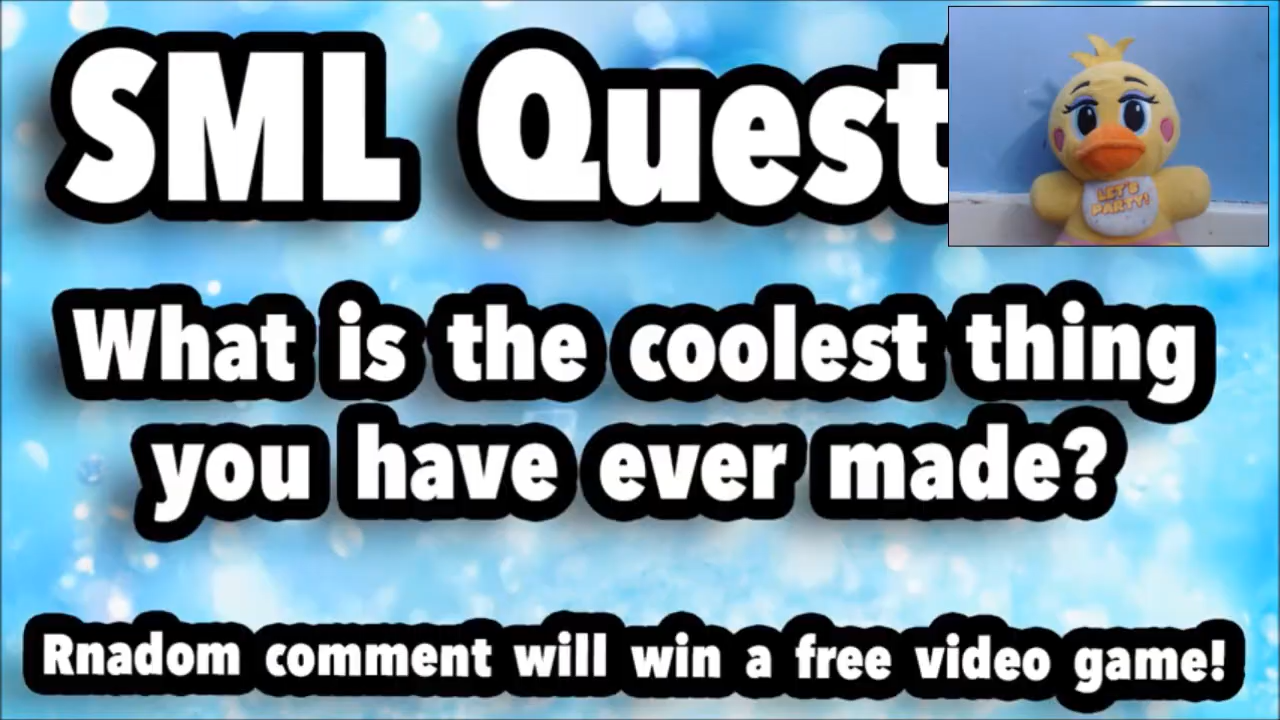 SML Quest
LET'S
PARTY!
What is the coolest thing
you have ever made?
Rnadom comment will win a free video game!